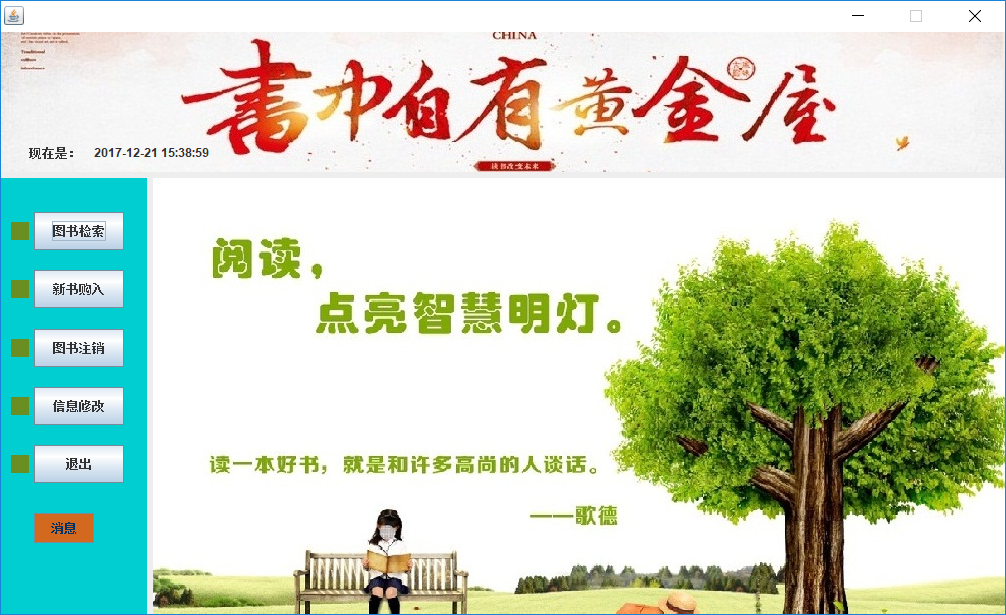 CHINA
Traditional
culture
書中自有黄金屋
读书改变未来
现在是： 2017-12-21 15:38:59
图书检索
新书购入
图书注销
信息修改
退出
消息
阅读，
点亮智慧明灯。
读一本好书，就是和许多高尚的人谈话。
——歌德